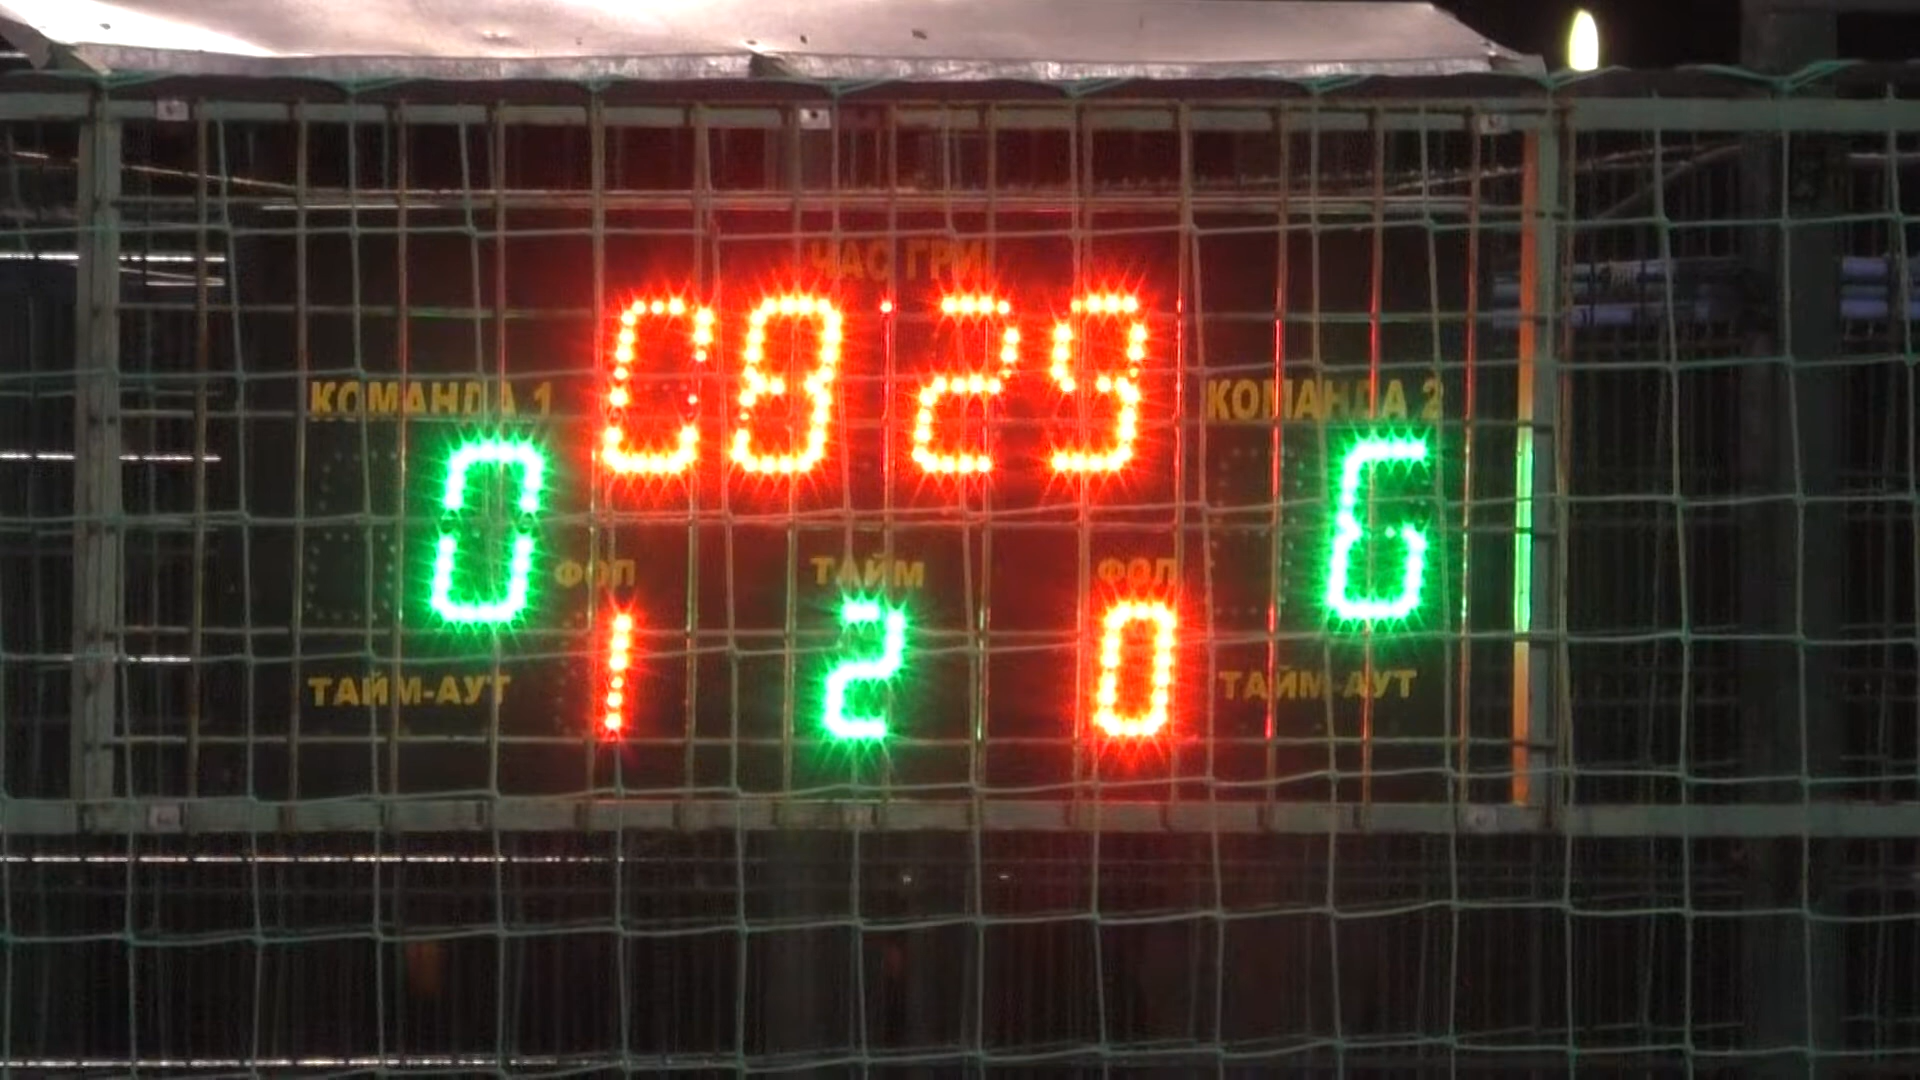 ЧАС ГРИ
08 29
КОМАНДА 1
КОМАНДА 2
0
6
ФОЛ
ТАЙМ
ФОЛ
1
2
0
ТАЙМ-АУТ
ТАЙМ-АУТ